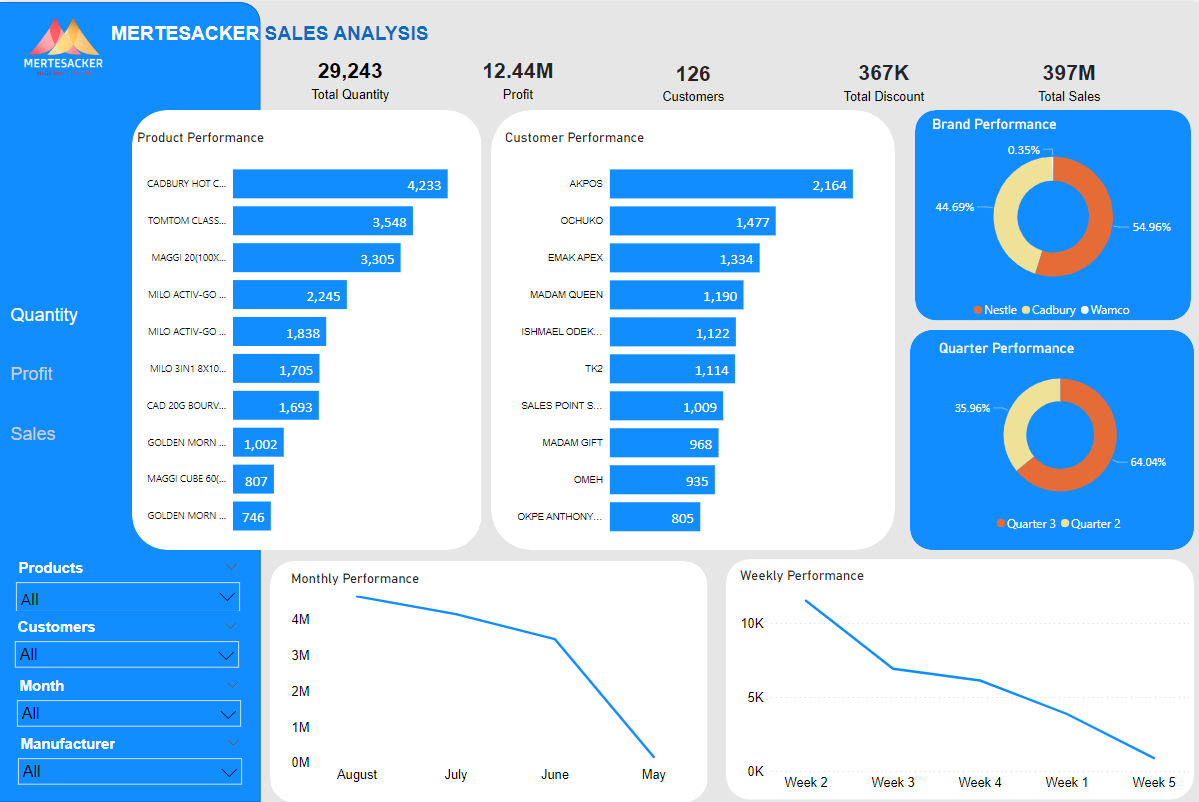 MERTESACKER SALES ANALYSIS
MERTESACKER
29,243
Total Quantity
12.44M
Profit
126
Customers
367K
Total Discount
397M
Total Sales
Quantity
Profit
Sales
Product Performance
CADBURY HOT C... 4,233
TOMTOM CLASS... 3,548
MAGGI 20(100X... 3,305
MILO ACTIV-GO ... 2,245
MILO ACTIV-GO ... 1,838
MILO 3IN1 8X10... 1,705
CAD 20G BOURV... 1,693
GOLDEN MORN ... 1,002
MAGGI CUBE 60(... 807
GOLDEN MORN ... 746
Customer Performance
AKPOS 2,164
OCHUKO 1,477
EMAK APEX 1,334
MADAM QUEEN 1,190
ISHMAEL ODEK... 1,122
TK2 1,114
SALES POINT S... 1,009
MADAM GIFT 968
OMEH 935
OKPE ANTHONY... 805
Brand Performance
0.35%
44.69%
54.96%
Nestle Cadbury Wamco
Quarter Performance
35.96%
64.04%
Quarter 3 Quarter 2
Products
All
Customers
All
Month
All
Manufacturer
All
Monthly Performance
4M
3M
2M
1M
0M
August July June May
Weekly Performance
10K
5K
0K
Week 2 Week 3 Week 4 Week 1 Week 5